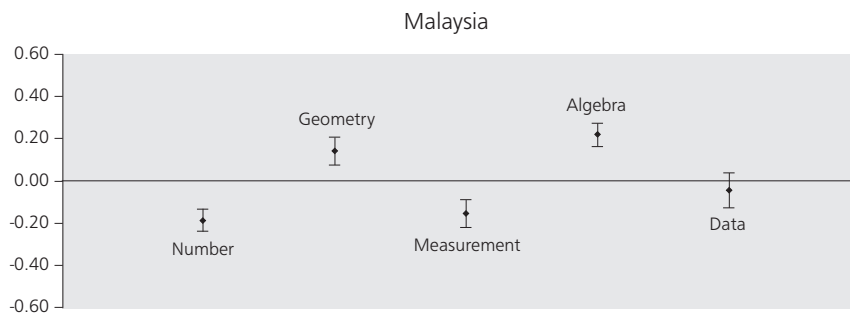 Malaysia
0.60
0.40
0.20
0.00
-0.20
-0.40
-0.60
Algebra
Geometry
Data
Measurement
Number